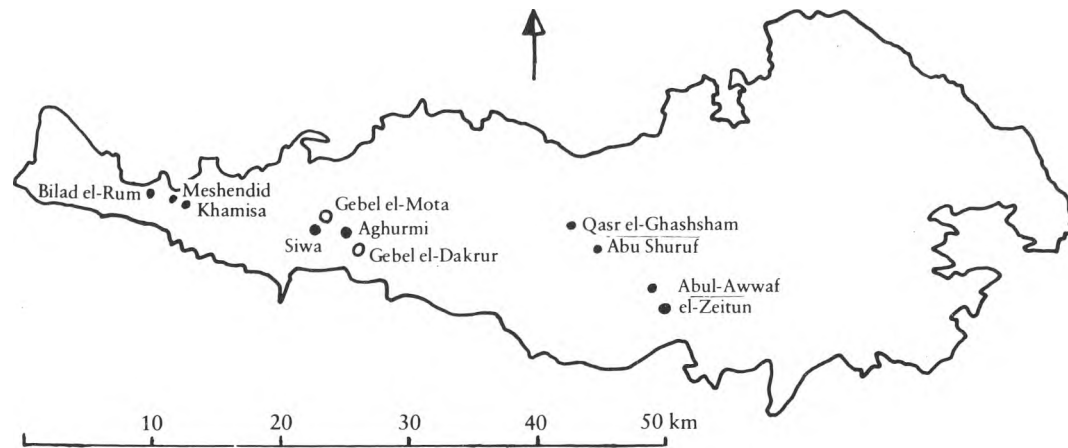 Bilad el-Rum
Meshendid
Khamisa
Gebel el-Mota
Siwa
Aghurmi
Gebel el-Dakrur
Qasr el-Ghashsham
Abu Shuruf
Abul-Awwaf
el-Zeitun
10 20 30 40 50 km